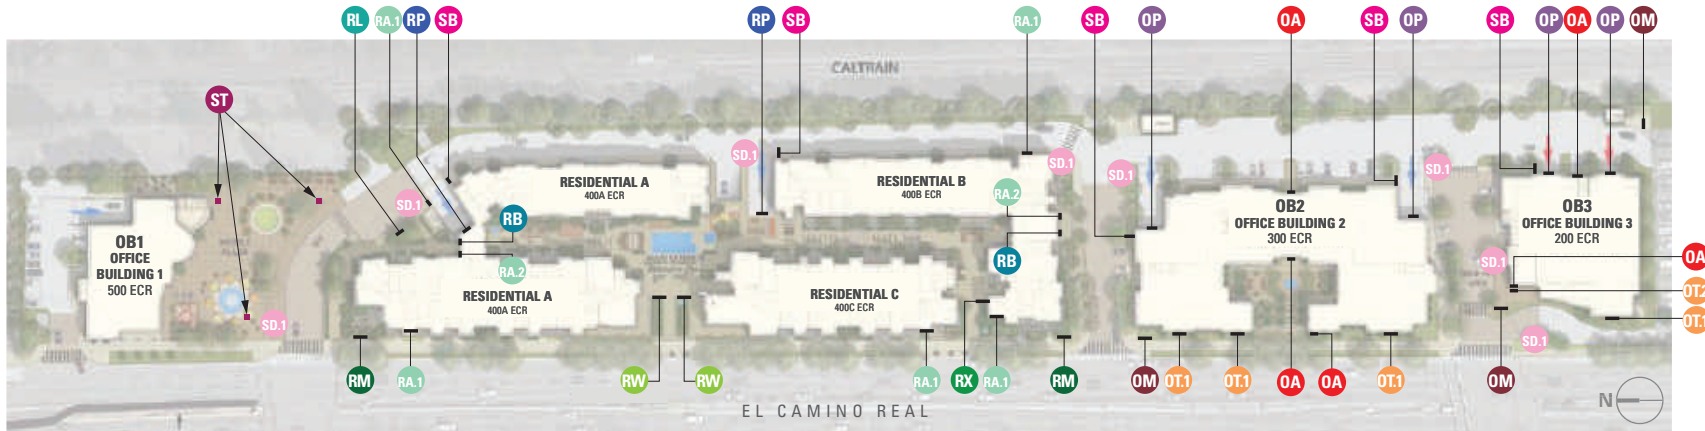 RL
RA.1
RP
SB
RP
SB
RA.1
SB
OP
OA
SB
OP
SB
OP
OA
OP
OM
CALTRAIN
ST
SD.1
SD.1
SD.1
SD.1
RESIDENTIAL A
400A ECR
RESIDENTIAL B
400B ECR
RA.2
SD.1
RB
OB1
OFFICE
BUILDING 1
500 ECR
OB2
OFFICE BUILDING 2
300 ECR
OB3
OFFICE BUILDING 3
200 ECR
RA.2
RB
SD.1
OA
OT.2
OT.1
RESIDENTIAL A
400A ECR
RESIDENTIAL C
400C ECR
SD.1
SD.1
RM
RA.1
RW
RW
RA.1
RX
RA.1
RM
OM
OT.1
OT.1
OA
OA
OT.1
OM
N
EL CAMINO REAL